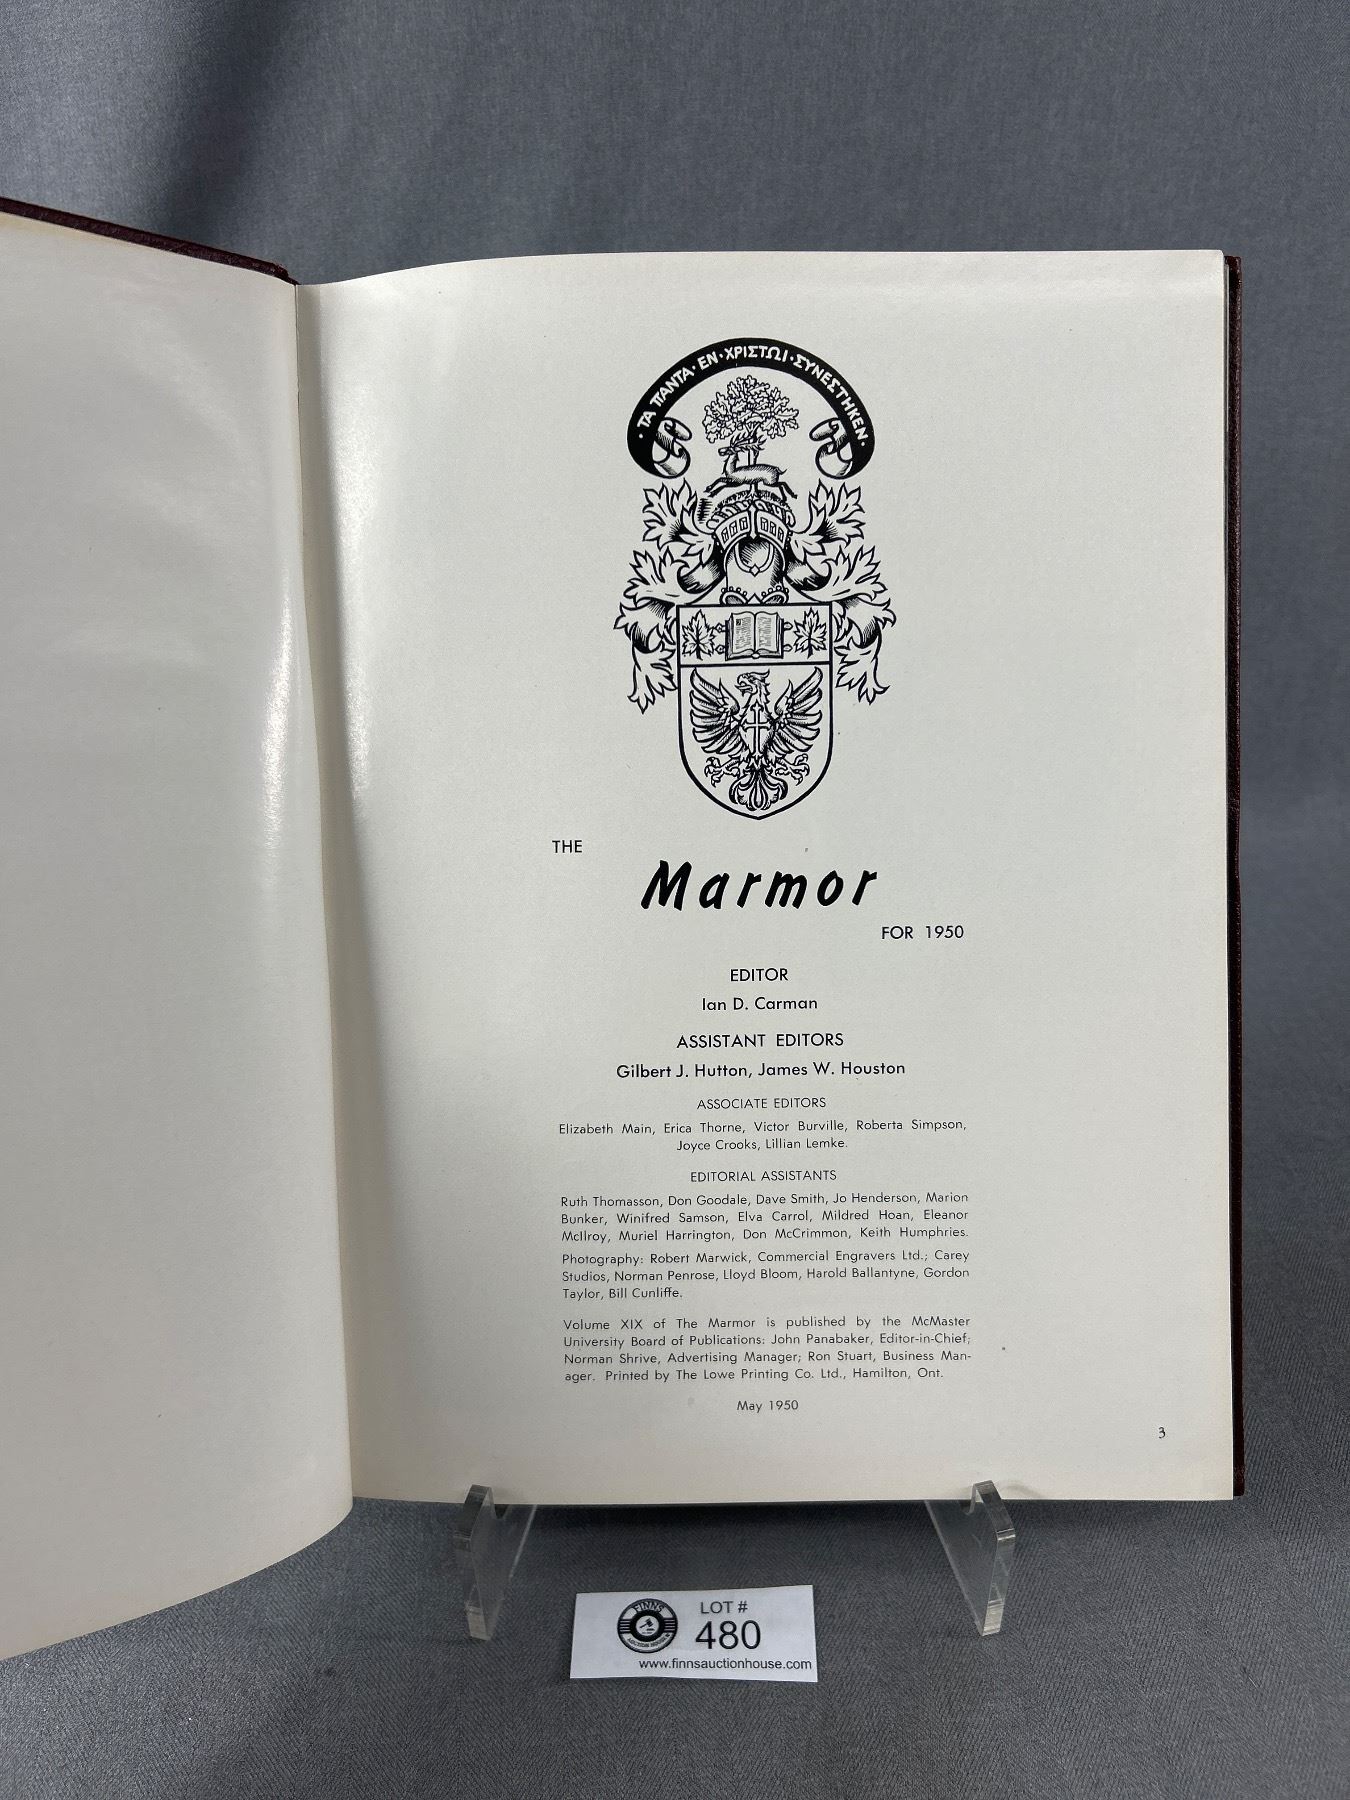 · ΤΑ ΠΑΝΤΑ · ΕΝ · ΧΡΙΣΤΩΙ · ΣΥΝΕΣΤΗΚΕΝ ·
THE
Marmor
FOR 1950
EDITOR
Ian D. Carman
ASSISTANT EDITORS
Gilbert J. Hutton, James W. Houston
ASSOCIATE EDITORS
Elizabeth Main, Erica Thorne, Victor Burville, Roberta Simpson,
Joyce Crooks, Lillian Lemke.
EDITORIAL ASSISTANTS
Ruth Thomasson, Don Goodale, Dave Smith, Jo Henderson, Marion
Bunker, Winifred Samson, Elva Carrol, Mildred Hoan, Eleanor
McIlroy, Muriel Harrington, Don McCrimmon, Keith Humphries.
Photography: Robert Marwick, Commercial Engravers Ltd.; Carey
Studios, Norman Penrose, Lloyd Bloom, Harold Ballantyne, Gordon
Taylor, Bill Cunliffe.
Volume XIX of The Marmor is published by the McMaster
University Board of Publications: John Panabaker, Editor-in-Chief;
Norman Shrive, Advertising Manager; Ron Stuart, Business Man-
ager. Printed by The Lowe Printing Co. Ltd., Hamilton, Ont.
May 1950
3
FINNS
AUCTION HOUSE
LOT #
480
www.finnsauctionhouse.com